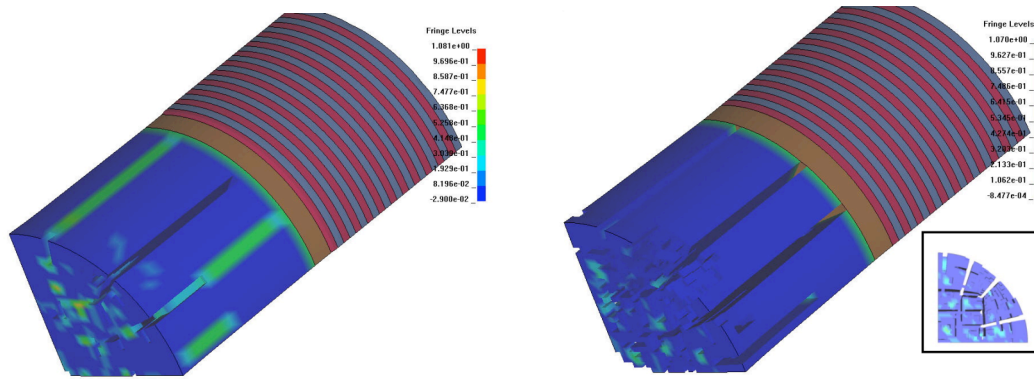 Fringe Levels
1.081e+00
9.696e-01
8.587e-01
7.477e-01
6.368e-01
5.258e-01
4.149e-01
3.039e-01
1.929e-01
8.196e-02
-2.900e-02
Fringe Levels
1.070e+00
9.627e-01
8.557e-01
7.486e-01
6.415e-01
5.345e-01
4.274e-01
3.203e-01
2.133e-01
1.062e-01
-8.477e-04